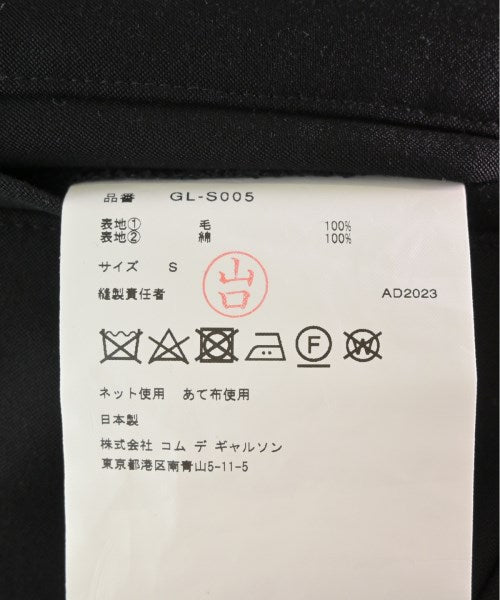 品番 GL-S005
表地① 毛 100%
表地② 綿 100%
サイズ S
山口
縫製責任者 AD2023
F
W
ネット使用 あて布使用
日本製
株式会社 コム デ ギャルソン
東京都港区南青山5-11-5